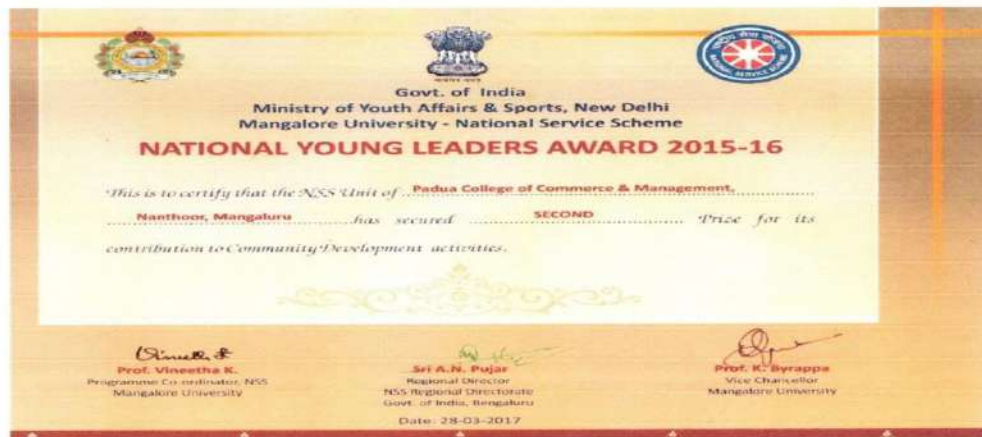 Govt. of India
Ministry of Youth Affairs & Sports, New Delhi
Mangalore University - National Service Scheme
NATIONAL YOUNG LEADERS AWARD 2015-16
This is to certify that the NSS Unit of Padua College of Commerce & Management,
Nanthoor, Mangaluru has secured SECOND Prize for its
contribution to Community Development activities.
Prof. Vineetha K.
Programme Co-ordinator, NSS
Mangalore University
Sri A.N. Pujar
Regional Director
NSS Regional Directorate
Govt. of India, Bengaluru
Date: 28-03-2017
Prof. K. Byrappa
Vice Chancellor
Mangalore University